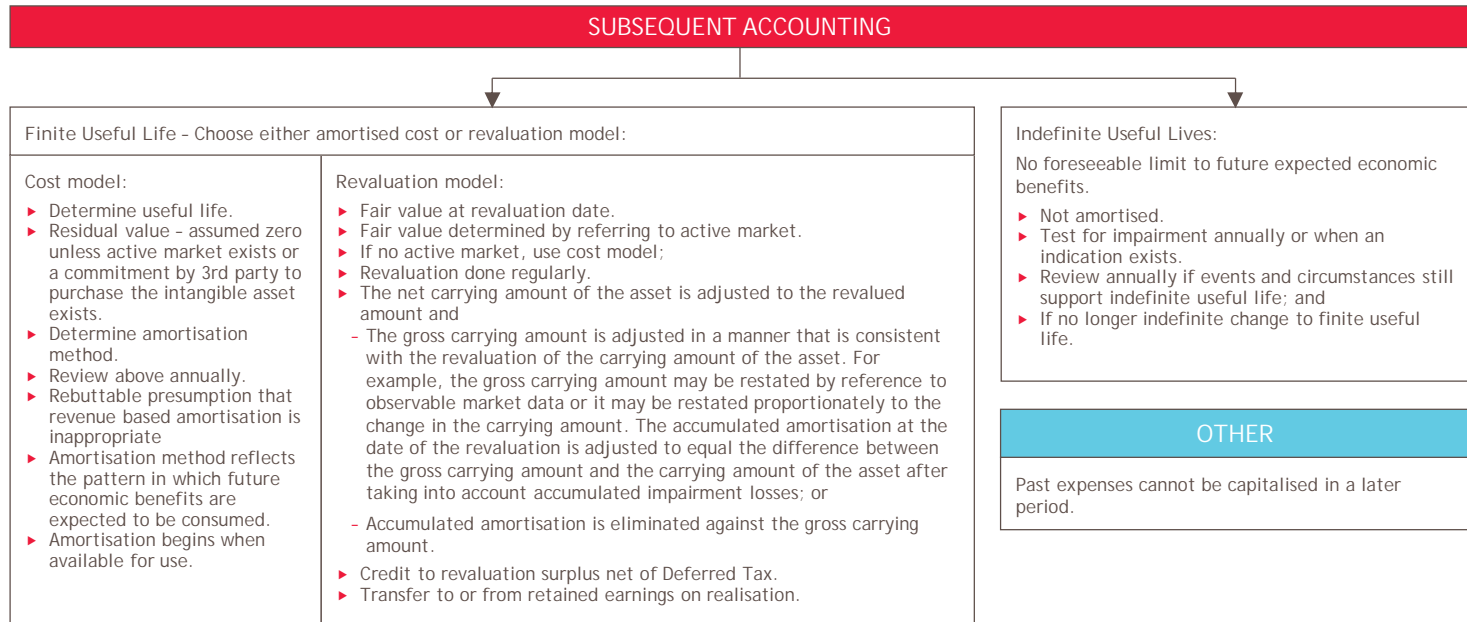 SUBSEQUENT ACCOUNTING
Finite Useful Life – Choose either amortised cost or revaluation model:
Cost model:
► Determine useful life.
► Residual value – assumed zero
unless active market exists or
a commitment by 3rd party to
purchase the intangible asset
exists.
► Determine amortisation
method.
► Review above annually.
► Rebuttable presumption that
revenue based amortisation is
inappropriate
► Amortisation method reflects
the pattern in which future
economic benefits are
expected to be consumed.
► Amortisation begins when
available for use.
Revaluation model:
► Fair value at revaluation date.
► Fair value determined by referring to active market.
► If no active market, use cost model;
► Revaluation done regularly.
► The net carrying amount of the asset is adjusted to the revalued
amount and
– The gross carrying amount is adjusted in a manner that is consistent
with the revaluation of the carrying amount of the asset. For
example, the gross carrying amount may be restated by reference to
observable market data or it may be restated proportionately to the
change in the carrying amount. The accumulated amortisation at the
date of the revaluation is adjusted to equal the difference between
the gross carrying amount and the carrying amount of the asset after
taking into account accumulated impairment losses; or
– Accumulated amortisation is eliminated against the gross carrying
amount.
► Credit to revaluation surplus net of Deferred Tax.
► Transfer to or from retained earnings on realisation.
Indefinite Useful Lives:
No foreseeable limit to future expected economic
benefits.
► Not amortised.
► Test for impairment annually or when an
indication exists.
► Review annually if events and circumstances still
support indefinite useful life; and
► If no longer indefinite change to finite useful
life.
OTHER
Past expenses cannot be capitalised in a later
period.